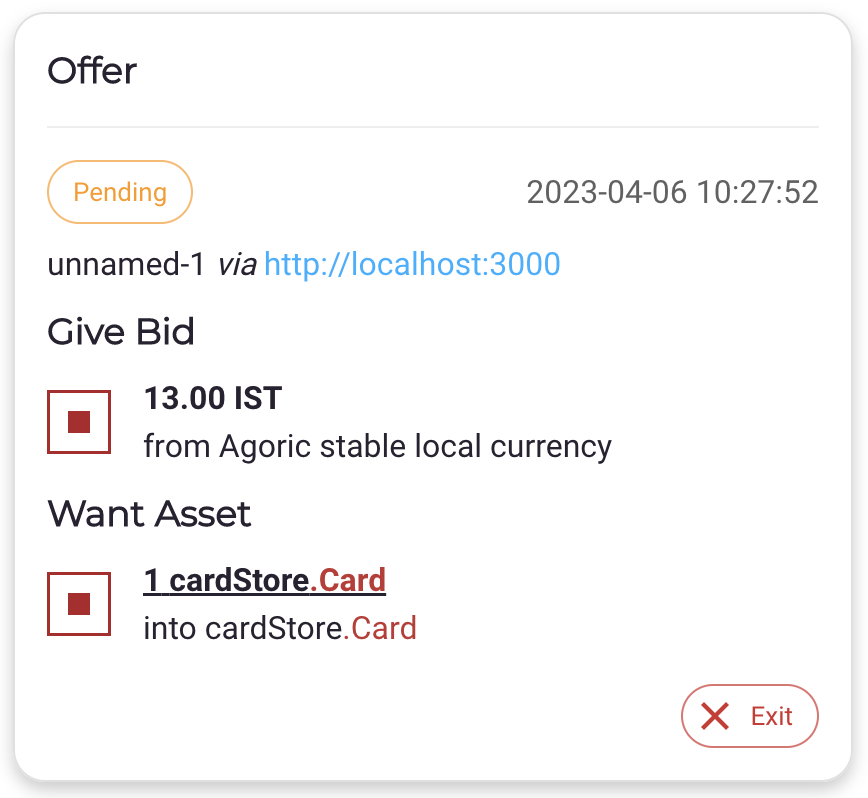 Offer
Pending
2023-04-06 10:27:52
unnamed-1 via http://localhost:3000
Give Bid
13.00 IST
from Agoric stable local currency
Want Asset
1 cardStore.Card
into cardStore.Card
Exit